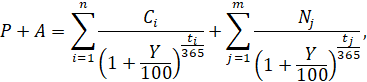 P + A = \sum_{i=1}^{n} \frac{C_i}{\left(1 + \frac{Y}{100}\right)^{\frac{t_i}{365}}} + \sum_{j=1}^{m} \frac{N_j}{\left(1 + \frac{Y}{100}\right)^{\frac{t_j}{365}}},